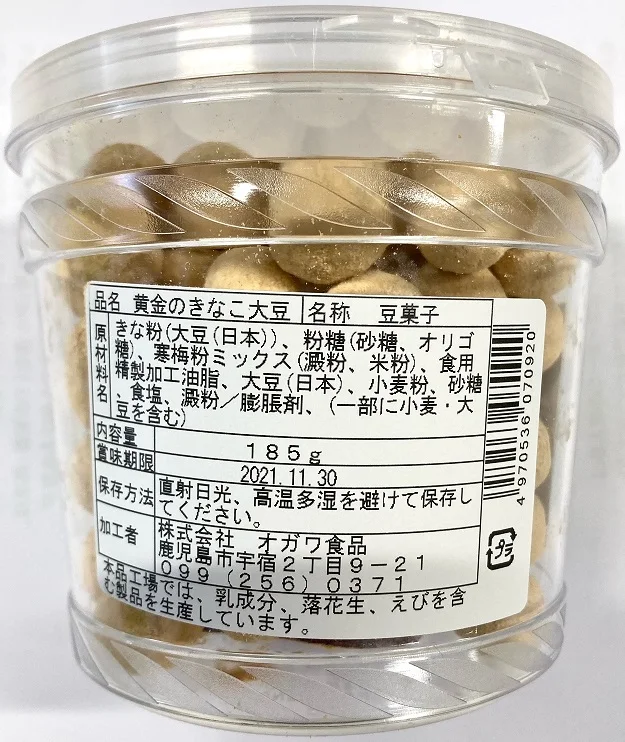 品名 黄金のきなこ大豆 名称 豆菓子
原材料名 きな粉(大豆(日本))、粉糖(砂糖、オリゴ
糖)、寒梅粉ミックス(澱粉、米粉)、食用
精製加工油脂、大豆(日本)、小麦粉、砂糖
、食塩、澱粉/膨脹剤、(一部に小麦・大
豆を含む)
内容量 185g
賞味期限 2021.11.30
保存方法 直射日光、高温多湿を避けて保存し
てください。
加工者 株式会社 オガワ食品
鹿児島市宇宿2丁目9-21
099(256)0371
本品工場では、乳成分、落花生、えびを含
む製品を生産しています。
4970536070920
プラ